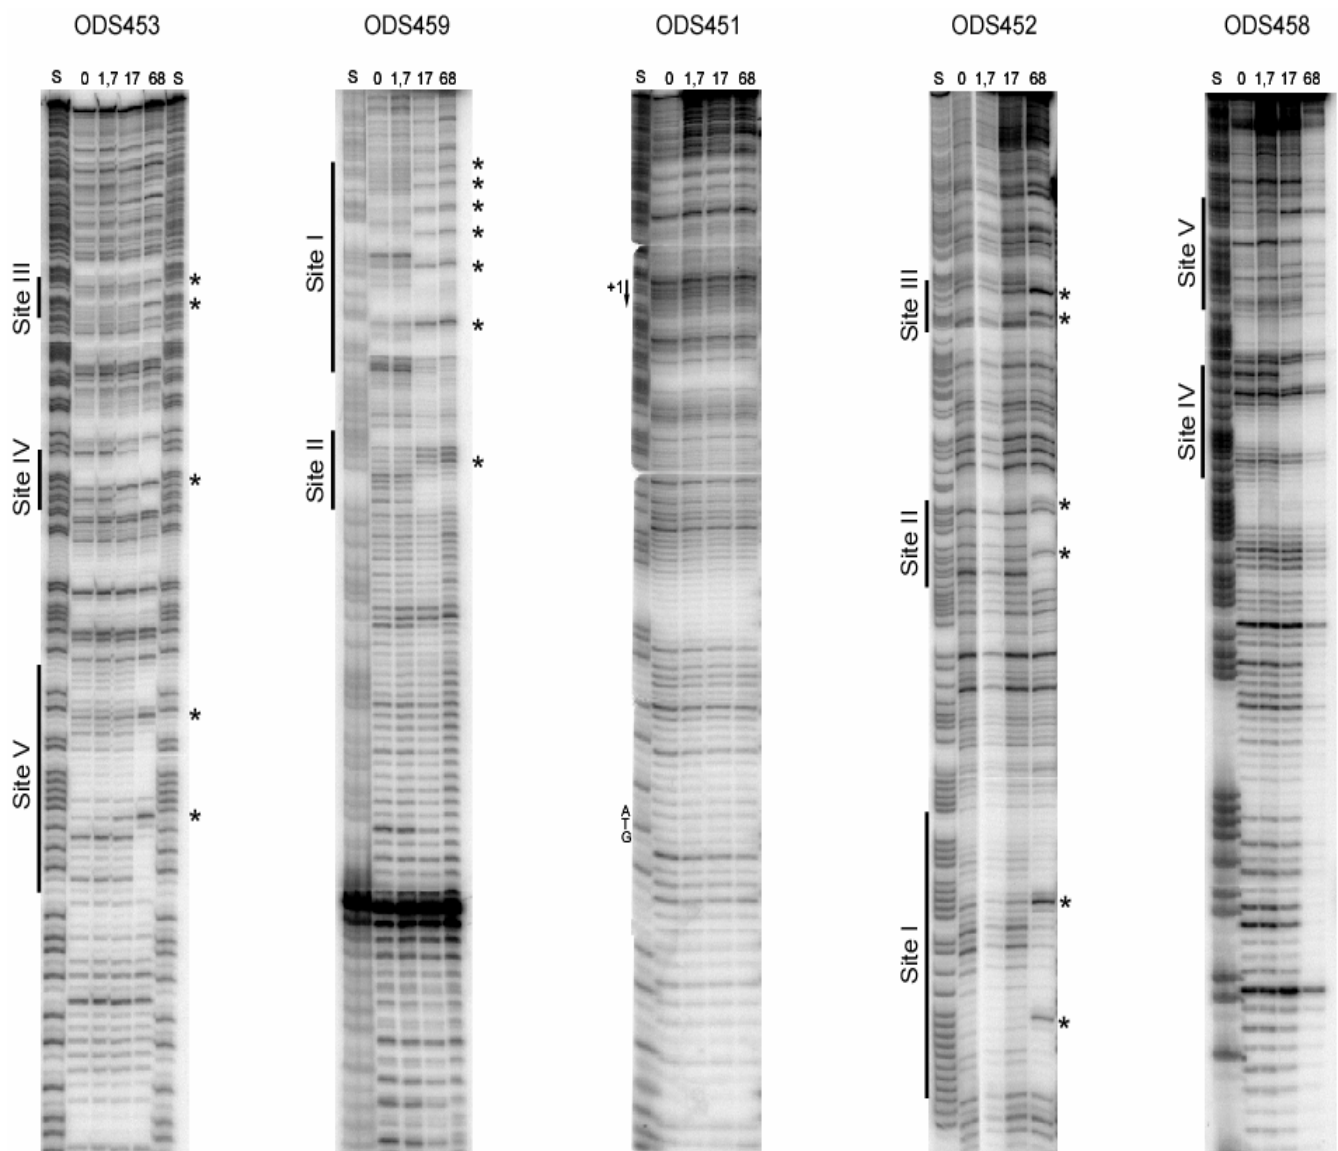 ODS453 ODS459 ODS451 ODS452 ODS458
S 0 1,7 17 68 S S 0 1,7 17 68 S 0 1,7 17 68 S 0 1,7 17 68 S 0 1,7 17 68
Site III
*
*
Site IV
*
Site V
*
*
Site I
*
*
*
*
*
*
Site II
*
+1
A
T
G
Site III
*
*
Site II
*
*
Site I
*
*
Site V
Site IV